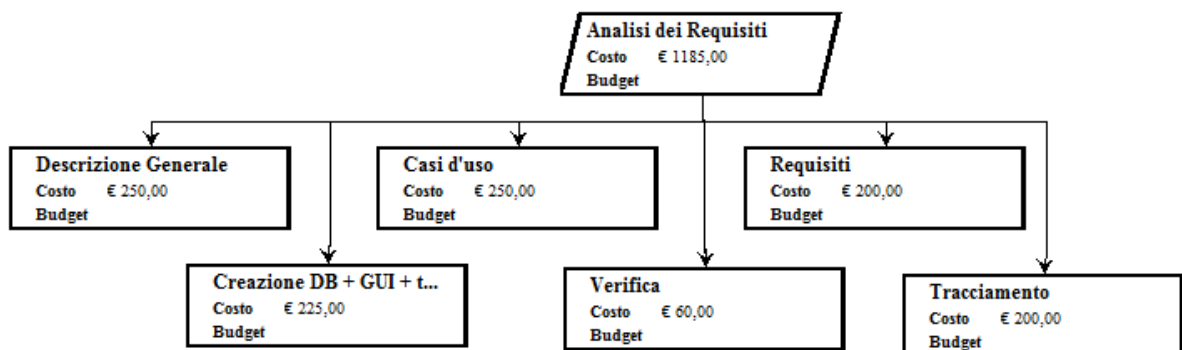 Analisi dei Requisiti
Costo € 1185,00
Budget
Descrizione Generale
Costo € 250,00
Budget
Casi d'uso
Costo € 250,00
Budget
Requisiti
Costo € 200,00
Budget
Creazione DB + GUI + t...
Costo € 225,00
Budget
Verifica
Costo € 60,00
Budget
Tracciamento
Costo € 200,00
Budget